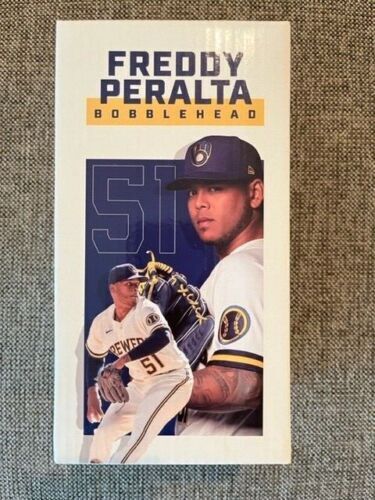 FREDDY
PERALTA
BOBBLEHEAD
51
BREWERS
51